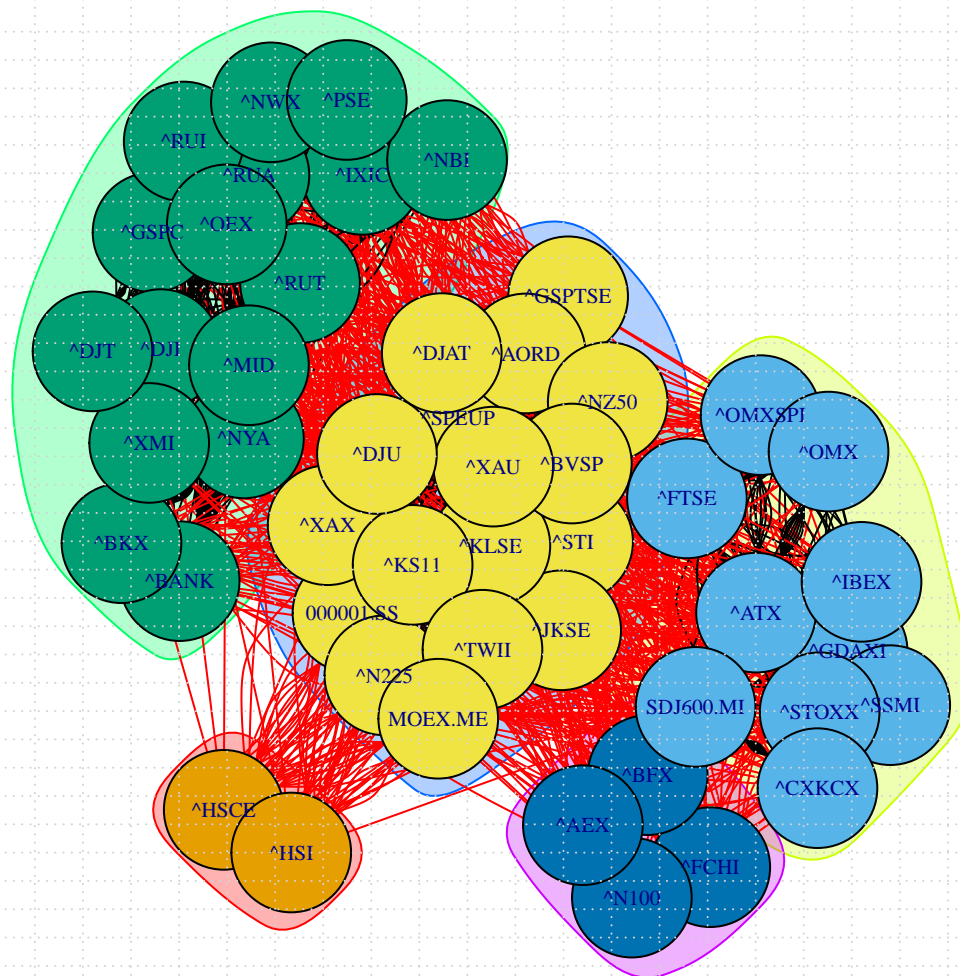 ^NWX
^PSE
^RUI
^NBI
^RUA
^IXIC
^OEX
^GSPC
^RUT
^GSPTSE
^DJT
^DJI
^MID
^DJAT
^AORD
^NZ50
^SPEUP
^OMXSPI
^XMI
^NYA
^DJU
^XAU
^BVSP
^OMX
^FTSE
^XAX
^BKX
^KLSE
^STI
^KS11
^BANK
^IBEX
000001.SS
^ATX
^JKSE
^TWII
^GDAXI
^N225
MOEX.ME
SDJ600.MI
^STOXX
^SSMI
^BFX
^CXKCX
^HSCE
^AEX
^HSI
^FCHI
^N100